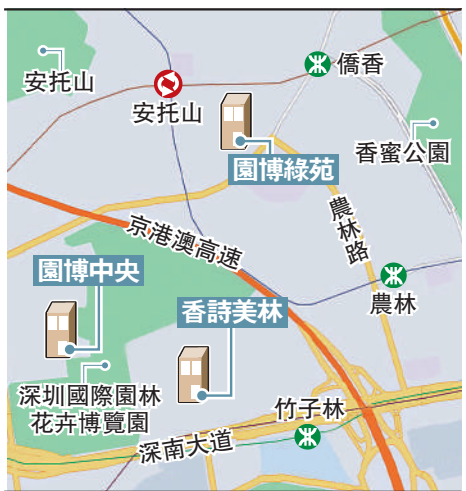 僑香
安托山
安托山
香蜜公園
園博綠苑
農林路
京港澳高速
園博中央
農林
香詩美林
深圳國際園林
花卉博覽園
竹子林
深南大道